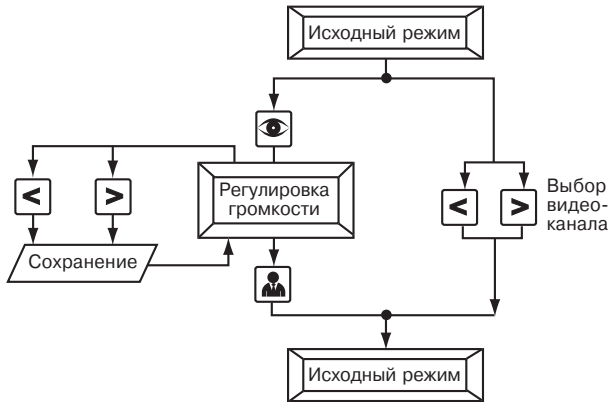 Исходный режим
<
>
Регулировка
громкости
<
>
Выбор
видео-
канала
Сохранение
Исходный режим